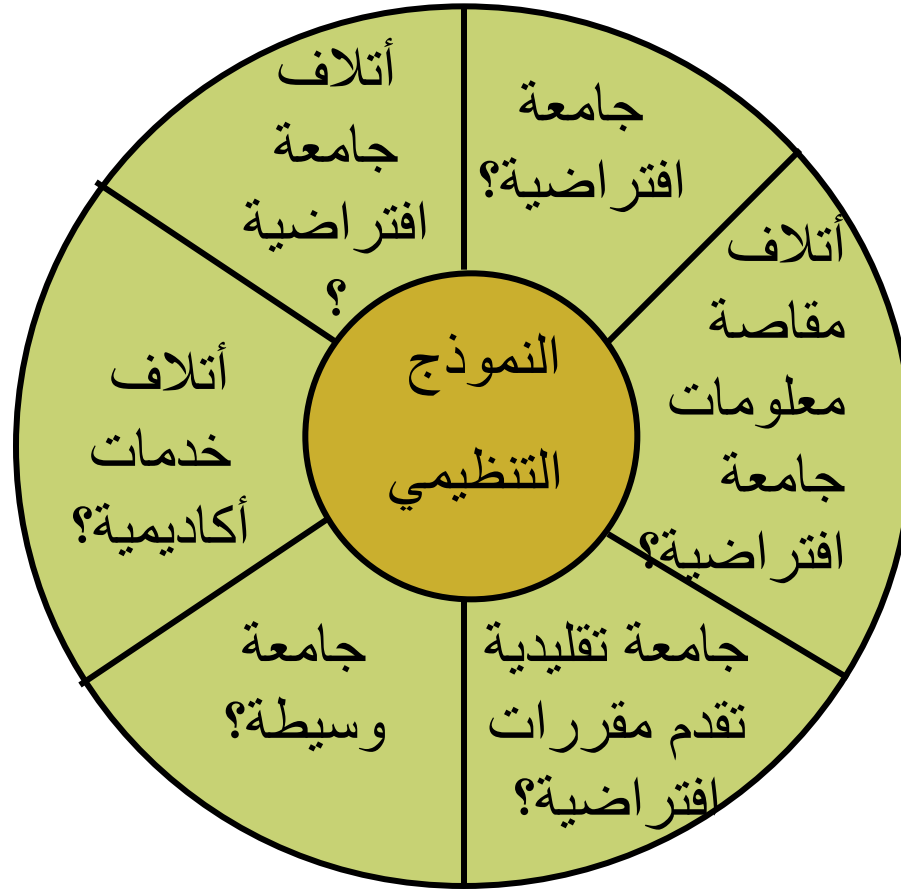 النموذج
التنظيمي
جامعة
افتراضية؟
أتلاف
مقاصة
معلومات
جامعة
افتراضية؟
جامعة تقليدية
تقدم مقررات
افتراضية؟
جامعة
وسيطة؟
أتلاف
خدمات
أكاديمية؟
أتلاف
جامعة
افتراضية
؟